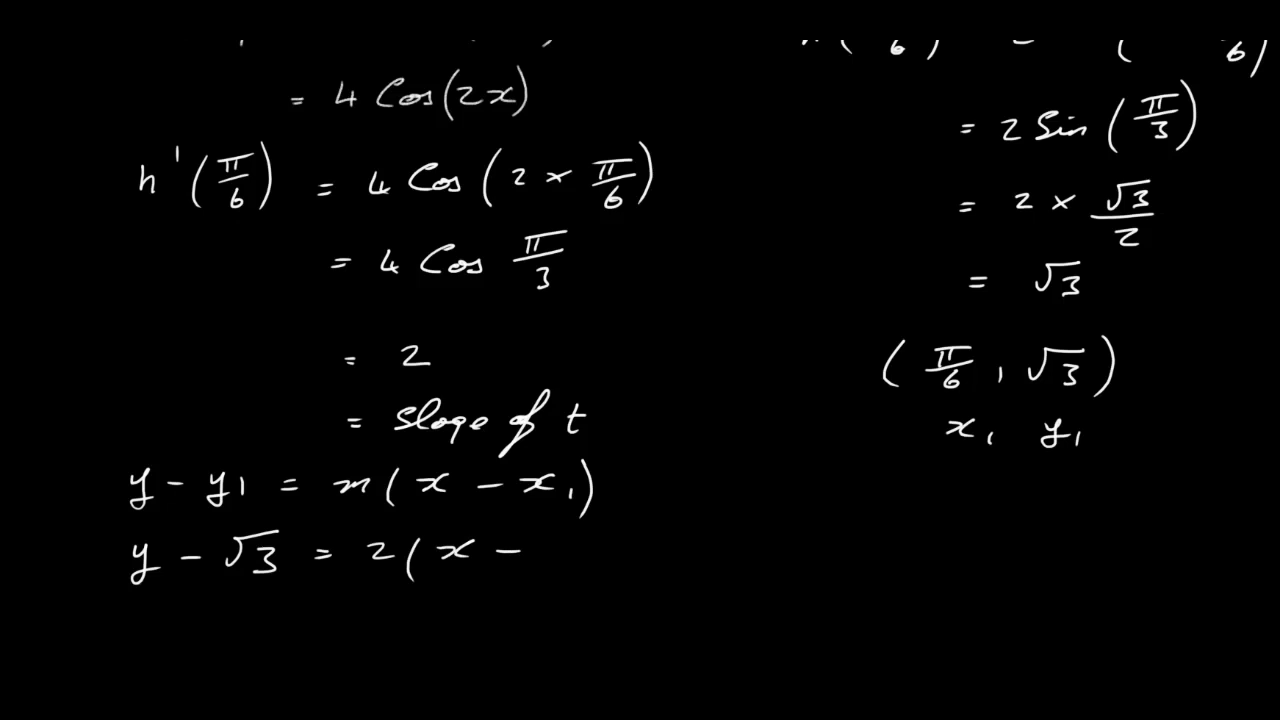 = 4 Cos(2x)
h'(π/6) = 4 Cos (2 × π/6)
= 4 Cos π/3
= 2
= slope of t
y - y1 = m(x - x1)
y - √3 = 2(x -
= 2 Sin (π/3)
= 2 × √3/2
= √3
(π/6, √3)
x1 y1